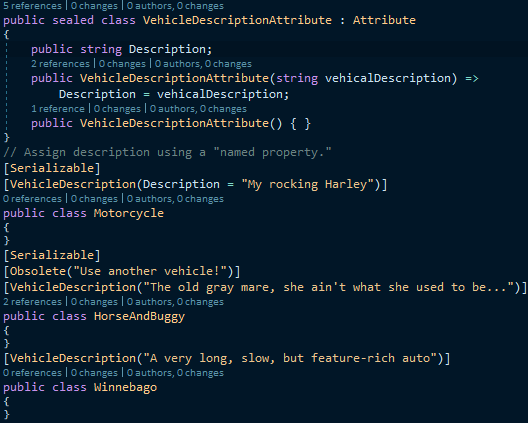 5 references | 0 changes | 0 authors, 0 changes
public sealed class VehicleDescriptionAttribute : Attribute
{
public string Description;
2 references | 0 changes | 0 authors, 0 changes
public VehicleDescriptionAttribute(string vehicalDescription) =>
Description = vehicalDescription;
1 reference | 0 changes | 0 authors, 0 changes
public VehicleDescriptionAttribute() { }
}
// Assign description using a "named property."
[Serializable]
[VehicleDescription(Description = "My rocking Harley")]
0 references | 0 changes | 0 authors, 0 changes
public class Motorcycle
{
}
[Serializable]
[Obsolete("Use another vehicle!")]
[VehicleDescription("The old gray mare, she ain't what she used to be...")]
2 references | 0 changes | 0 authors, 0 changes
public class HorseAndBuggy
{
}
[VehicleDescription("A very long, slow, but feature-rich auto")]
0 references | 0 changes | 0 authors, 0 changes
public class Winnebago
{
}